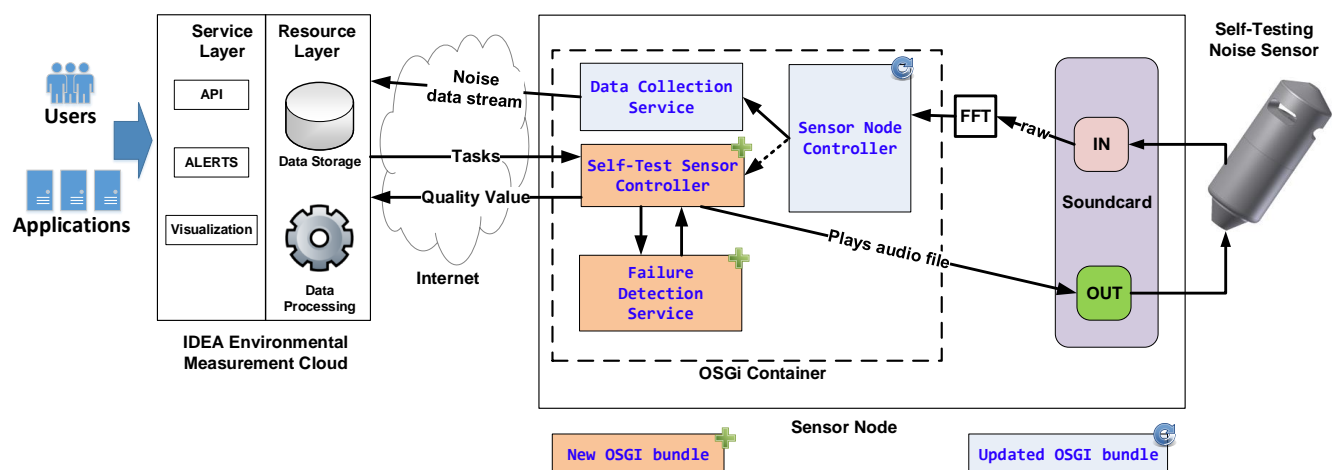 Users
Applications
Service
Layer
API
ALERTS
Visualization
Resource
Layer
Data Storage
Data
Processing
IDEA Environmental
Measurement Cloud
Noise
data stream
Tasks
Quality Value
Internet
Data Collection
Service
Self-Test Sensor
Controller
Failure
Detection
Service
Sensor Node
Controller
Plays audio file
OSGi Container
FFT
raw
IN
Soundcard
OUT
Self-Testing
Noise Sensor
Sensor Node
New OSGI bundle
Updated OSGI bundle